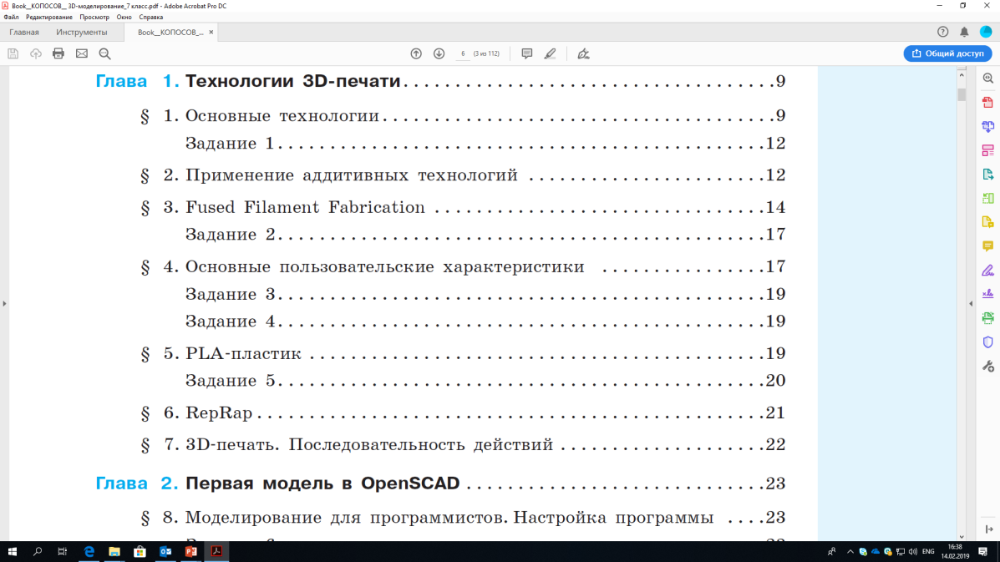 Book__КОПОСОВ__ 3D-моделирование_7 класс.pdf - Adobe Acrobat Pro DC
Файл Редактирование Просмотр Окно Справка
Главная Инструменты Book__КОПОСОВ_... ×
6 (3 из 112) Общий доступ
Глава 1. Технологии 3D-печати. . . . . . . . . . . . . . . . . . . . . . . . . . . . . . . . . . . .9
§ 1. Основные технологии. . . . . . . . . . . . . . . . . . . . . . . . . . . . . . . . . . . . .9
Задание 1. . . . . . . . . . . . . . . . . . . . . . . . . . . . . . . . . . . . . . . . . . . . . . .12
§ 2. Применение аддитивных технологий . . . . . . . . . . . . . . . . . . . . . . .12
§ 3. Fused Filament Fabrication . . . . . . . . . . . . . . . . . . . . . . . . . . . . . . . .14
Задание 2. . . . . . . . . . . . . . . . . . . . . . . . . . . . . . . . . . . . . . . . . . . . . . .17
§ 4. Основные пользовательские характеристики . . . . . . . . . . . . . . . .17
Задание 3. . . . . . . . . . . . . . . . . . . . . . . . . . . . . . . . . . . . . . . . . . . . . . .19
Задание 4. . . . . . . . . . . . . . . . . . . . . . . . . . . . . . . . . . . . . . . . . . . . . . .19
§ 5. PLA-пластик . . . . . . . . . . . . . . . . . . . . . . . . . . . . . . . . . . . . . . . . . . . .19
Задание 5. . . . . . . . . . . . . . . . . . . . . . . . . . . . . . . . . . . . . . . . . . . . . . .20
§ 6. RepRap. . . . . . . . . . . . . . . . . . . . . . . . . . . . . . . . . . . . . . . . . . . . . . . . .21
§ 7. 3D-печать. Последовательность действий . . . . . . . . . . . . . . . . . . . .22
Глава 2. Первая модель в OpenSCAD. . . . . . . . . . . . . . . . . . . . . . . . . . . . .23
§ 8. Моделирование для программистов. Настройка программы . . . .23
ENG 16:38
14.02.2019